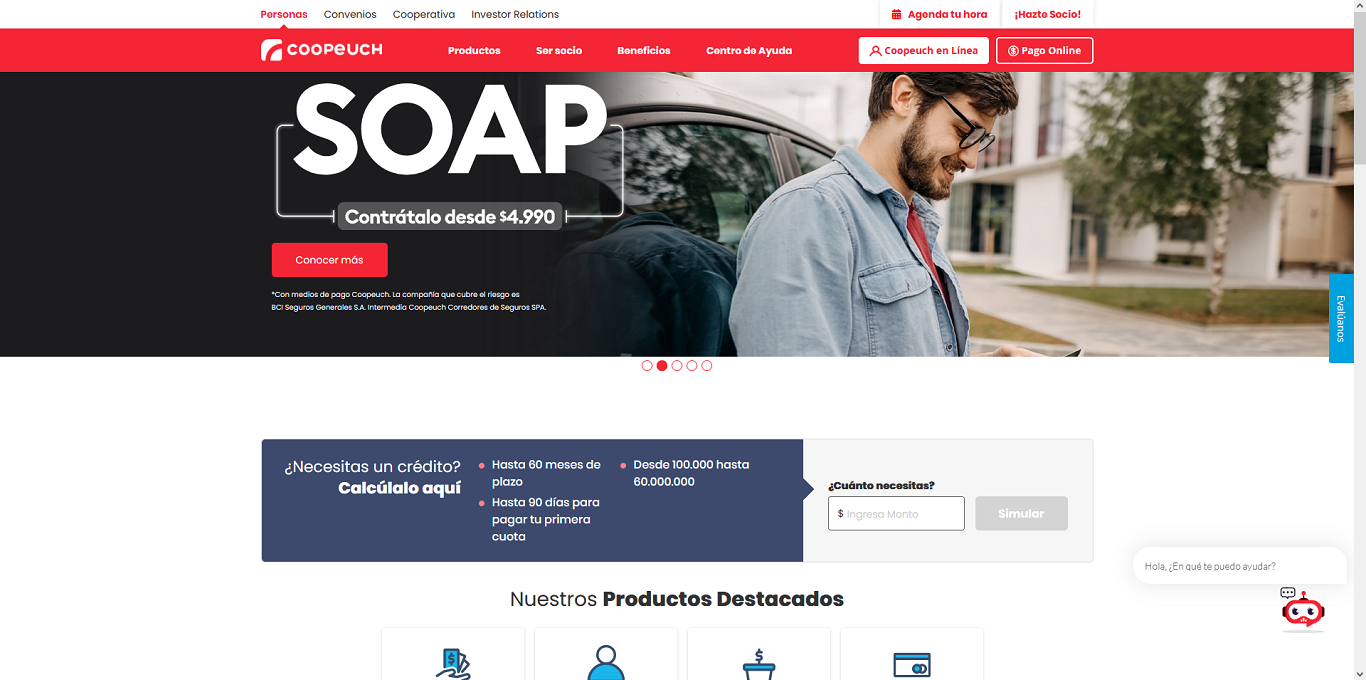 Personas Convenios Cooperativa Investor Relations Agenda tu hora ¡Hazte Socio!
COOPEUCH Productos Ser socio Beneficios Centro de Ayuda Coopeuch en Línea $ Pago Online
SOAP
Contrátalo desde $4.990
Conocer más
*Con medios de pago Coopeuch. La compañía que cubre el riesgo es
BCI Seguros Generales S.A. Intermedia Coopeuch Corredores de Seguros SPA.
Evalúanos
¿Necesitas un crédito?
Calcúlalo aquí
Hasta 60 meses de
plazo
Hasta 90 días para
pagar tu primera
cuota
Desde 100.000 hasta
60.000.000
¿Cuánto necesitas?
$ Ingresa Monto
Simular
Hola, ¿En qué te puedo ayudar?
Nuestros Productos Destacados
$
$